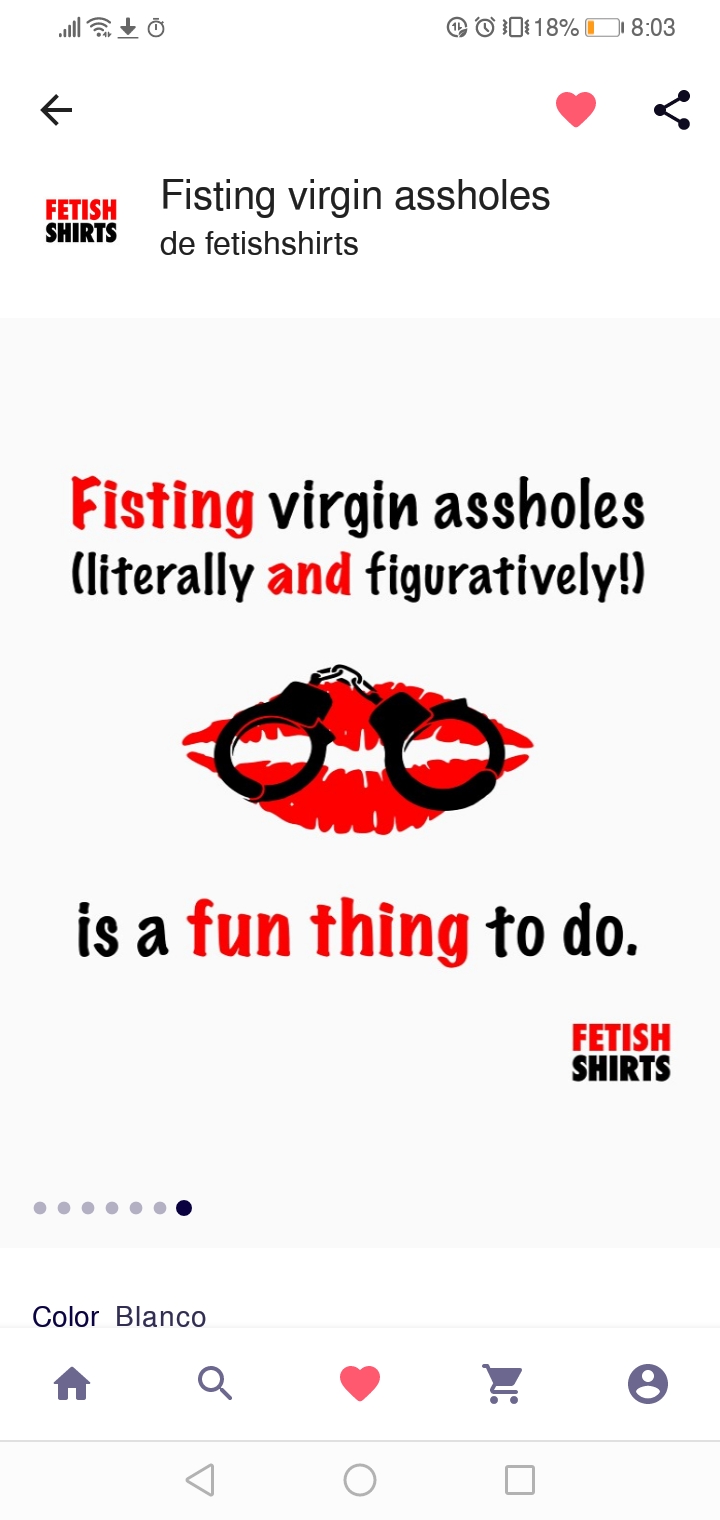 18% 8:03
FETISH
SHIRTS
Fisting virgin assholes
de fetishshirts
Fisting virgin assholes
(literally and figuratively!)
is a fun thing to do.
FETISH
SHIRTS
Color Blanco